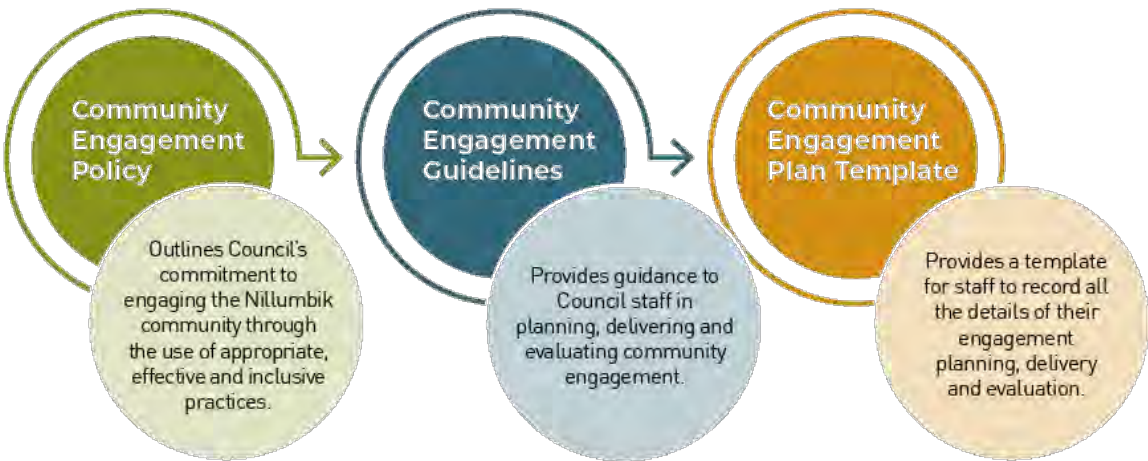 Community
Engagement
Policy
Outlines Council's
commitment to
engaging the Nillumbik
community through
the use of appropriate,
effective and inclusive
practices.
Community
Engagement
Guidelines
Provides guidance to
Council staff in
planning, delivering and
evaluating community
engagement.
Community
Engagement
Plan Template
Provides a template
for staff to record all
the details of their
engagement
planning, delivery
and evaluation.